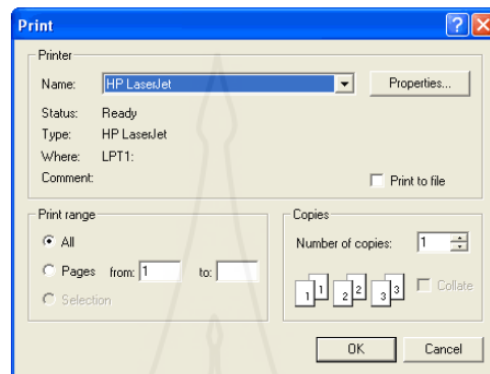 Print
Printer
Name: HP LaserJet Properties...
Status: Ready
Type: HP LaserJet
Where: LPT1:
Comment:
Print to file
Print range
All
Pages from: 1 to:
Selection
Copies
Number of copies: 1
1 1 2 2 3 3 Collate
OK Cancel